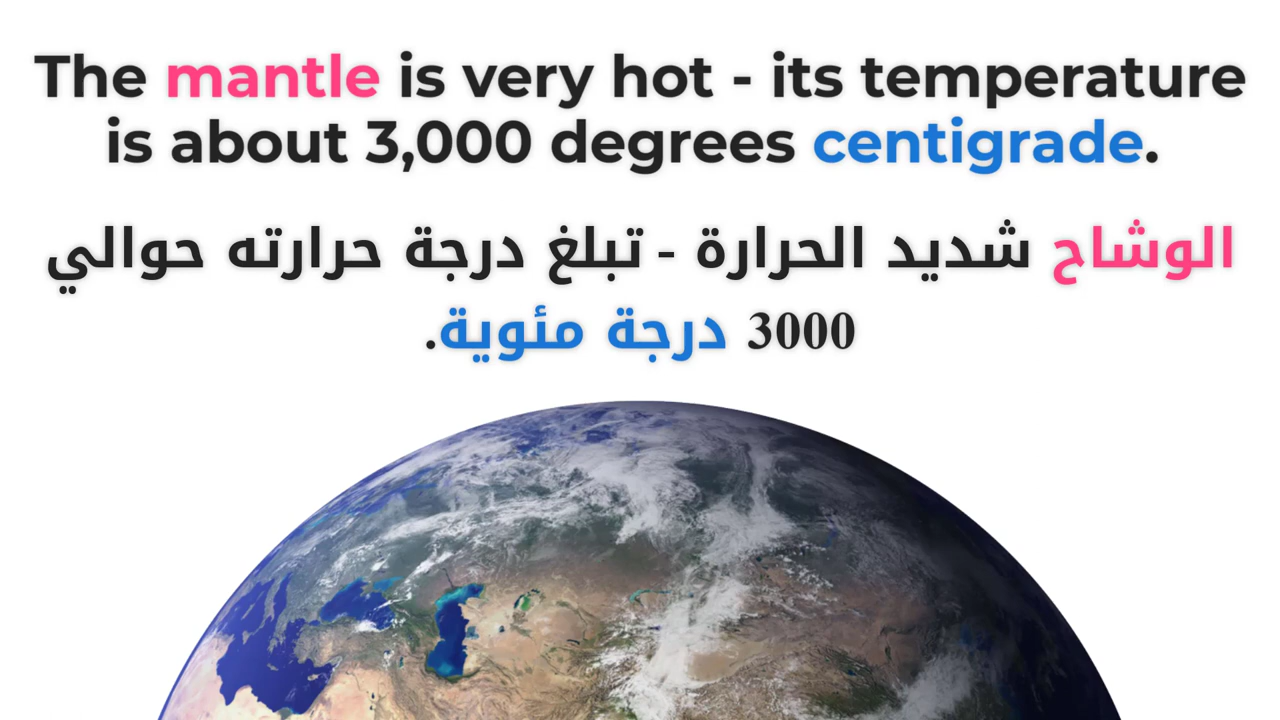 The mantle is very hot - its temperature
is about 3,000 degrees centigrade.
الوشاح شديد الحرارة - تبلغ درجة حرارته حوالي
3000 درجة مئوية.